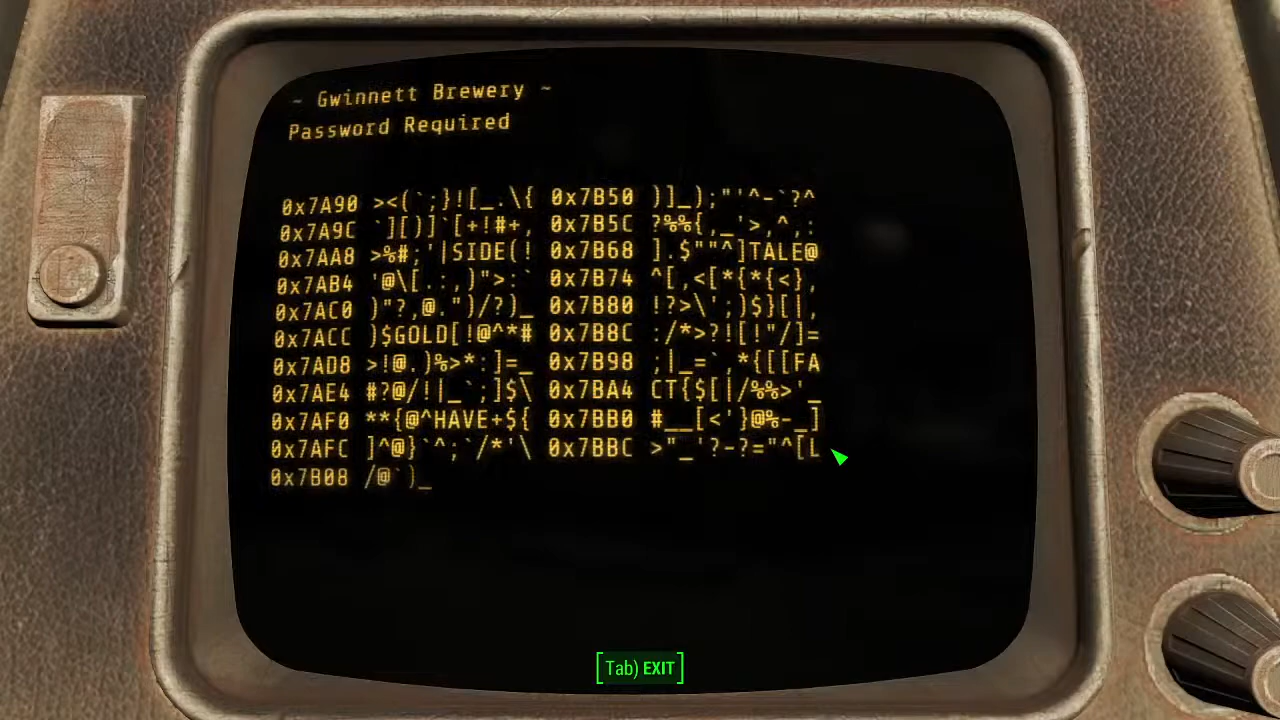 ~ Gwinnett Brewery ~
Password Required
0x7A90 ><(`;}![_.\{ 0x7B50 )]_);"'^-`?^
0x7A9C `][)]`[+!#+, 0x7B5C ?%%{,_'>,^,:
0x7AA8 >%#;'|SIDE(! 0x7B68 ].$""^]TALE@
0x7AB4 '@\[.:,)">:` 0x7B74 ^[,<[*{*{<},
0x7AC0 )"?,@.")/?)_ 0x7B80 !?>\';)$}[|,
0x7ACC )$GOLD[!@^*# 0x7B8C :/*>?![!"/]=
0x7AD8 >!@.)%>*:]=_ 0x7B98 ;|_=`,*{[[FA
0x7AE4 #?@/!|_`;]$\ 0x7BA4 CT{$[|/%%>'_
0x7AF0 **{@^HAVE+${ 0x7BB0 #__[<'}@%-_]
0x7AFC ]^@}`^;`/*'\ 0x7BBC >"_'?-?="^[L
0x7B08 /@`)_
[Tab) EXIT]